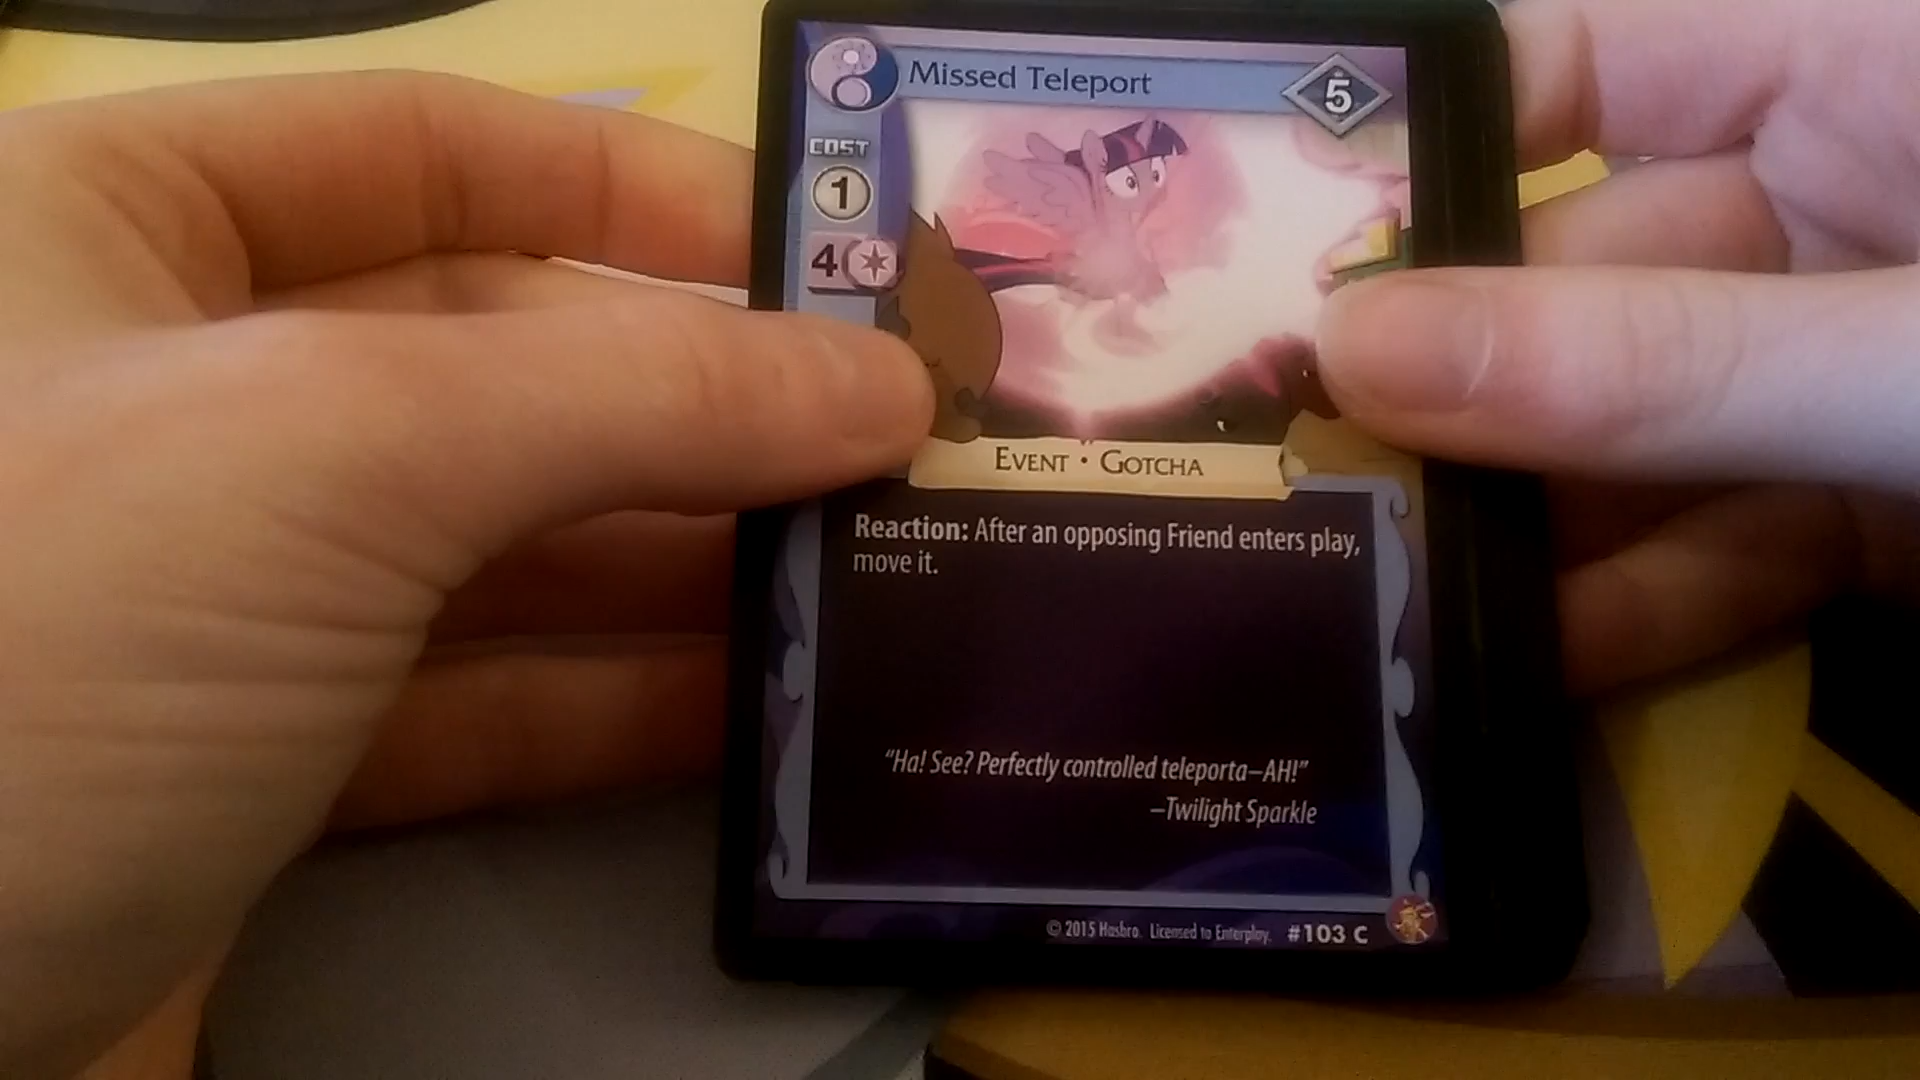 Missed Teleport
5
COST
1
4
EVENT • GOTCHA
Reaction: After an opposing Friend enters play,
move it.
“Ha! See? Perfectly controlled teleporta–AH!”
–Twilight Sparkle
© 2015 Hasbro. Licensed to Enterplay. #103 C